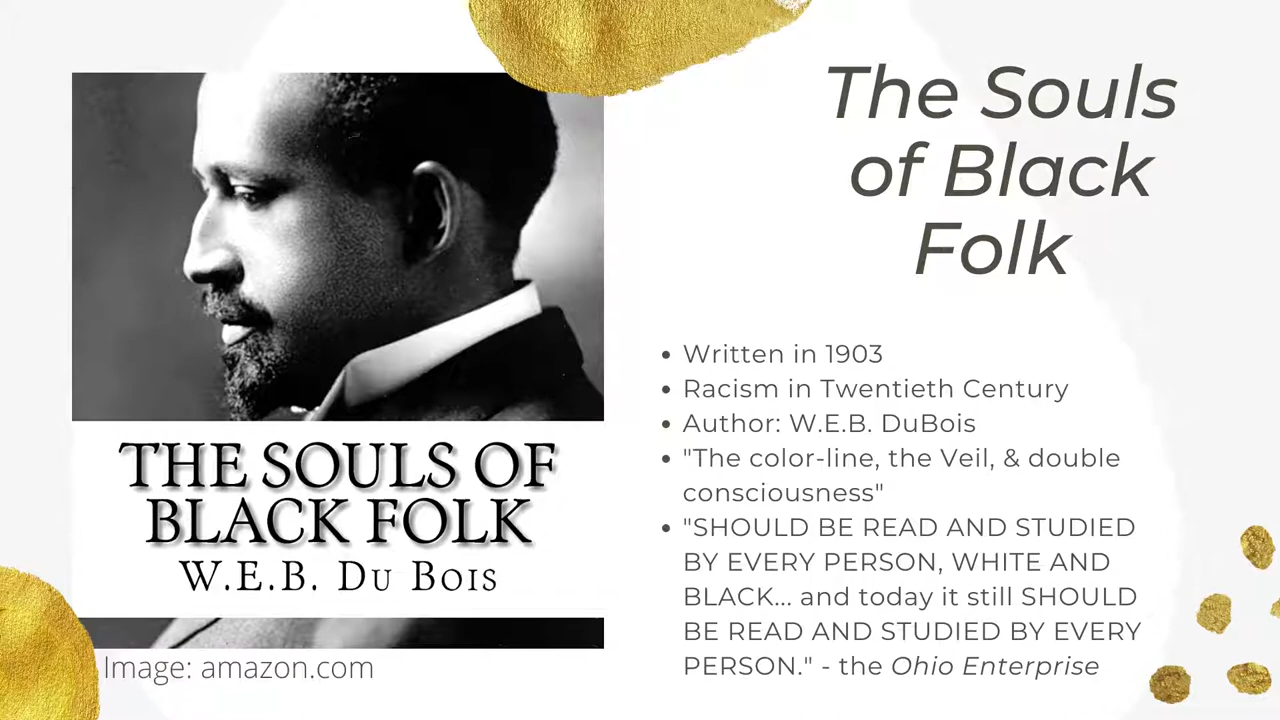 The Souls
of Black
Folk
THE SOULS OF
BLACK FOLK
W.E.B. DU BOIS
Image: amazon.com
• Written in 1903
• Racism in Twentieth Century
• Author: W.E.B. DuBois
• "The color-line, the Veil, & double
consciousness"
• "SHOULD BE READ AND STUDIED
BY EVERY PERSON, WHITE AND
BLACK... and today it still SHOULD
BE READ AND STUDIED BY EVERY
PERSON." - the Ohio Enterprise